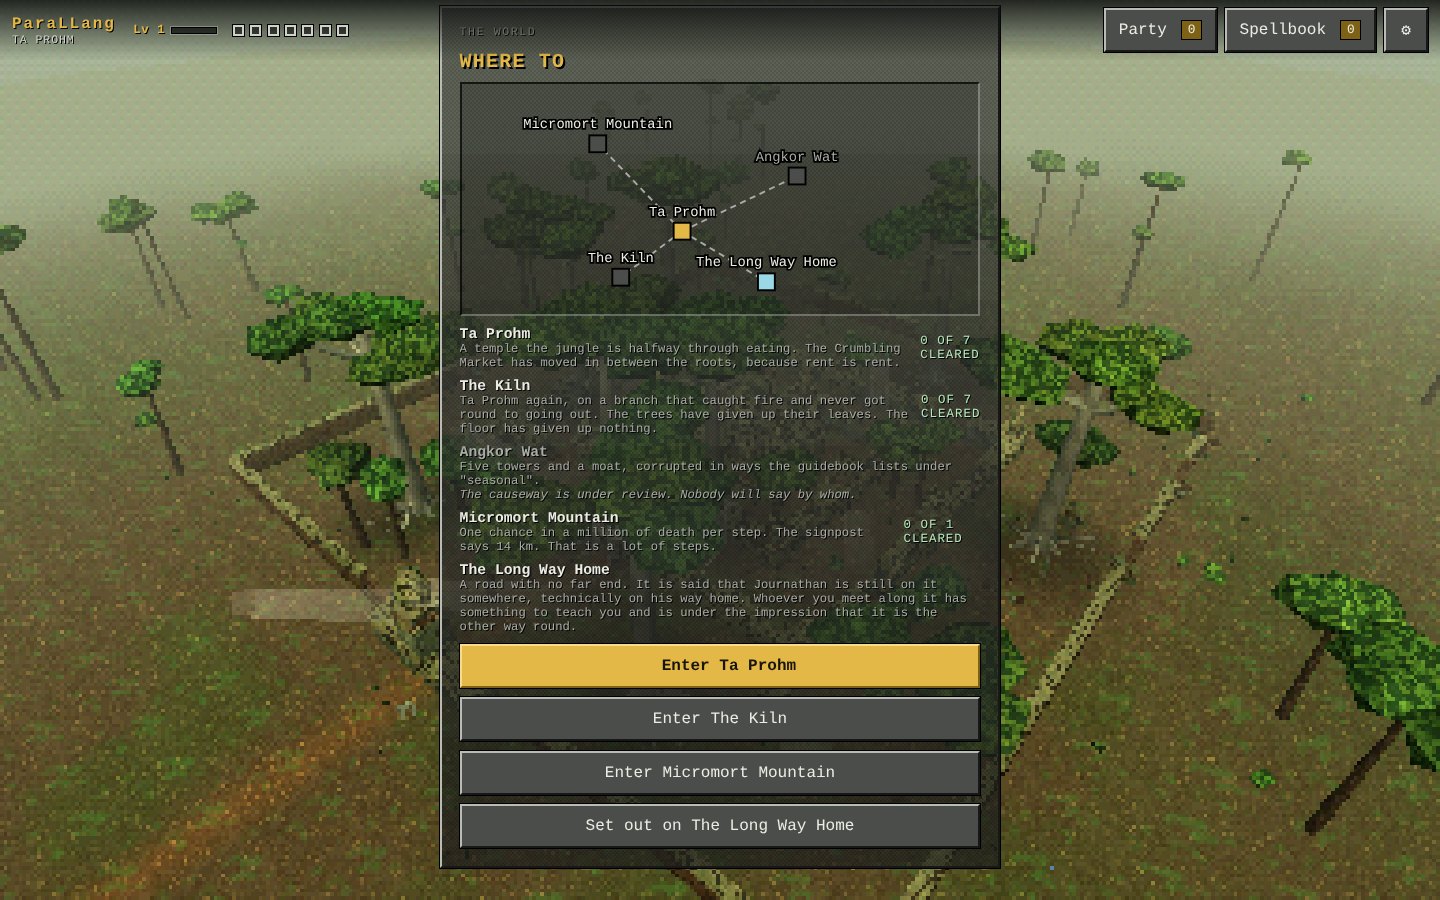 ParaLLang
TA PROHM
Lv 1
Party 0
Spellbook 0
THE WORLD
WHERE TO
Micromort Mountain
Angkor Wat
Ta Prohm
The Kiln
The Long Way Home
Ta Prohm
A temple the jungle is halfway through eating. The Crumbling
Market has moved in between the roots, because rent is rent.
0 OF 7
CLEARED
The Kiln
Ta Prohm again, on a branch that caught fire and never got
round to going out. The trees have given up their leaves. The
floor has given up nothing.
0 OF 7
CLEARED
Angkor Wat
Five towers and a moat, corrupted in ways the guidebook lists under
"seasonal".
The causeway is under review. Nobody will say by whom.
Micromort Mountain
One chance in a million of death per step. The signpost
says 14 km. That is a lot of steps.
0 OF 1
CLEARED
The Long Way Home
A road with no far end. It is said that Journathan is still on it
somewhere, technically on his way home. Whoever you meet along it has
something to teach you and is under the impression that it is the
other way round.
Enter Ta Prohm
Enter The Kiln
Enter Micromort Mountain
Set out on The Long Way Home